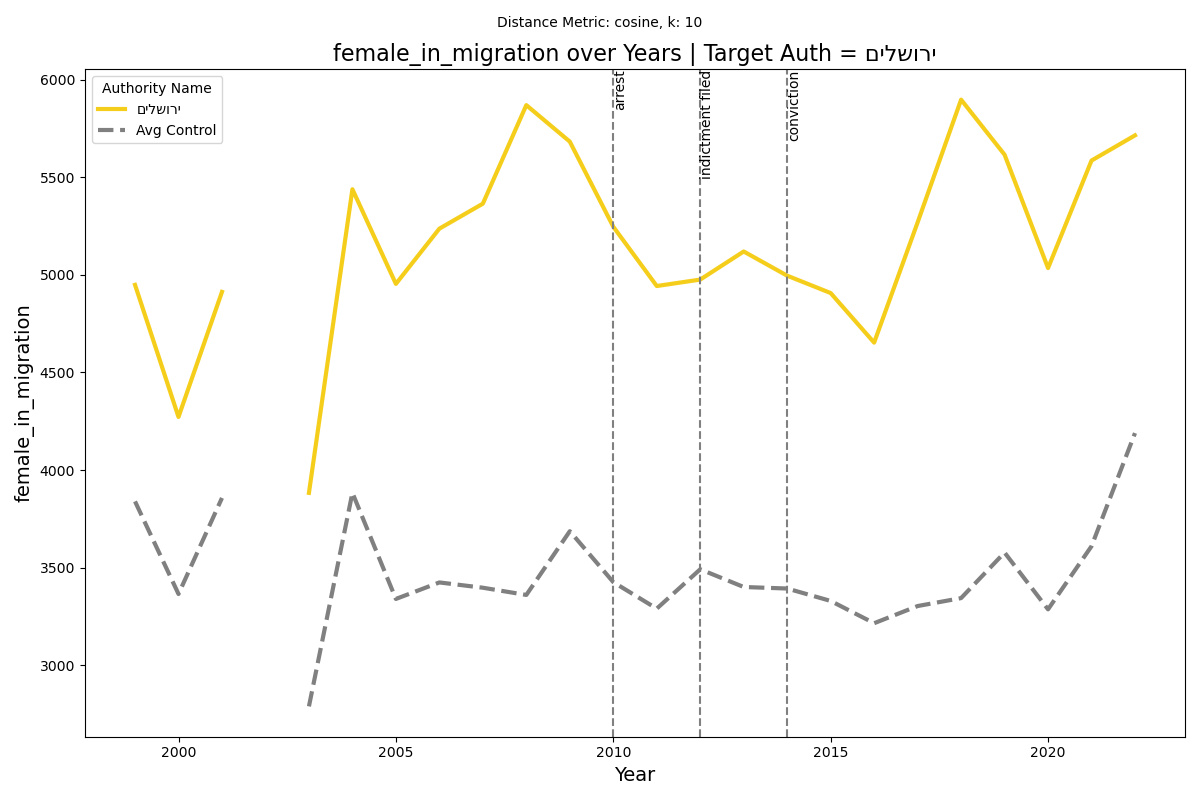 Distance Metric: cosine, k: 10
female_in_migration over Years | Target Auth = ירושלים
Authority Name
ירושלים
Avg Control
arrest
indictment filed
conviction
6000
5500
5000
4500
4000
3500
3000
female_in_migration
2000
2005
2010
2015
2020
Year